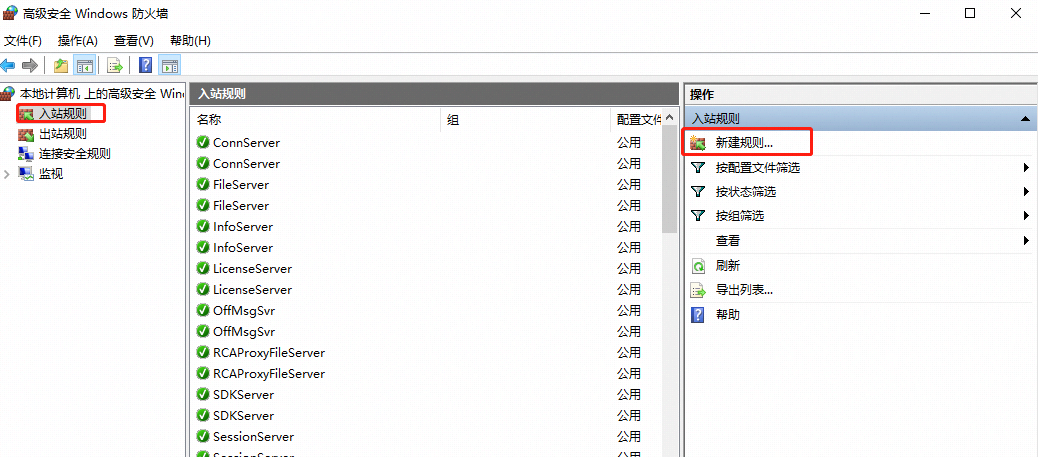 高级安全 Windows 防火墙
文件(F) 操作(A) 查看(V) 帮助(H)
本地计算机 上的高级安全 Win
入站规则
出站规则
连接安全规则
监视
入站规则
名称 组 配置文件
ConnServer 公用
ConnServer 公用
FileServer 公用
FileServer 公用
InfoServer 公用
InfoServer 公用
LicenseServer 公用
LicenseServer 公用
OffMsgSvr 公用
OffMsgSvr 公用
RCAProxyFileServer 公用
RCAProxyFileServer 公用
SDKServer 公用
SDKServer 公用
SessionServer 公用
操作
入站规则
新建规则...
按配置文件筛选
按状态筛选
按组筛选
查看
刷新
导出列表...
帮助